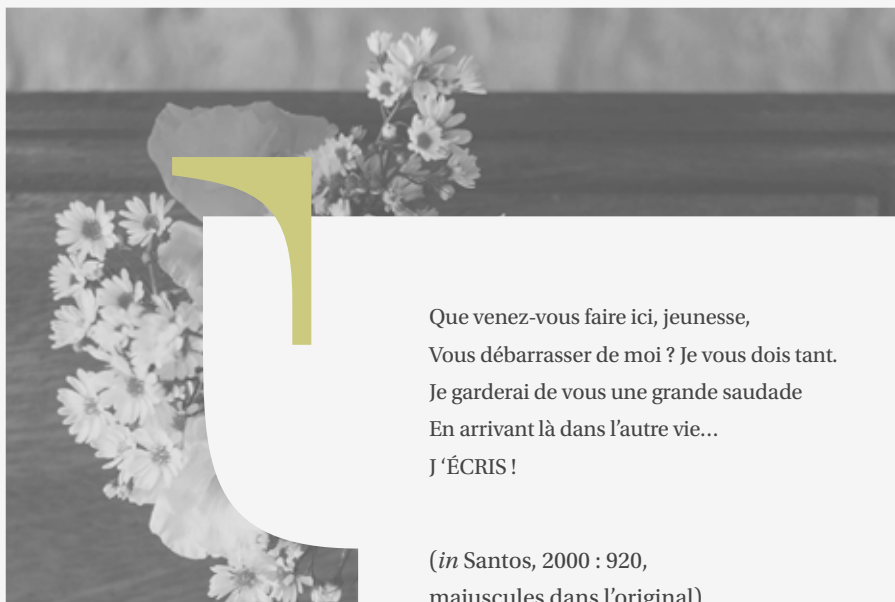 Que venez-vous faire ici, jeunesse,
Vous débarrasser de moi ? Je vous dois tant.
Je garderai de vous une grande saudade
En arrivant là dans l’autre vie…
J ‘ÉCRIS !
(in Santos, 2000 : 920,
majuscules dans l’original)